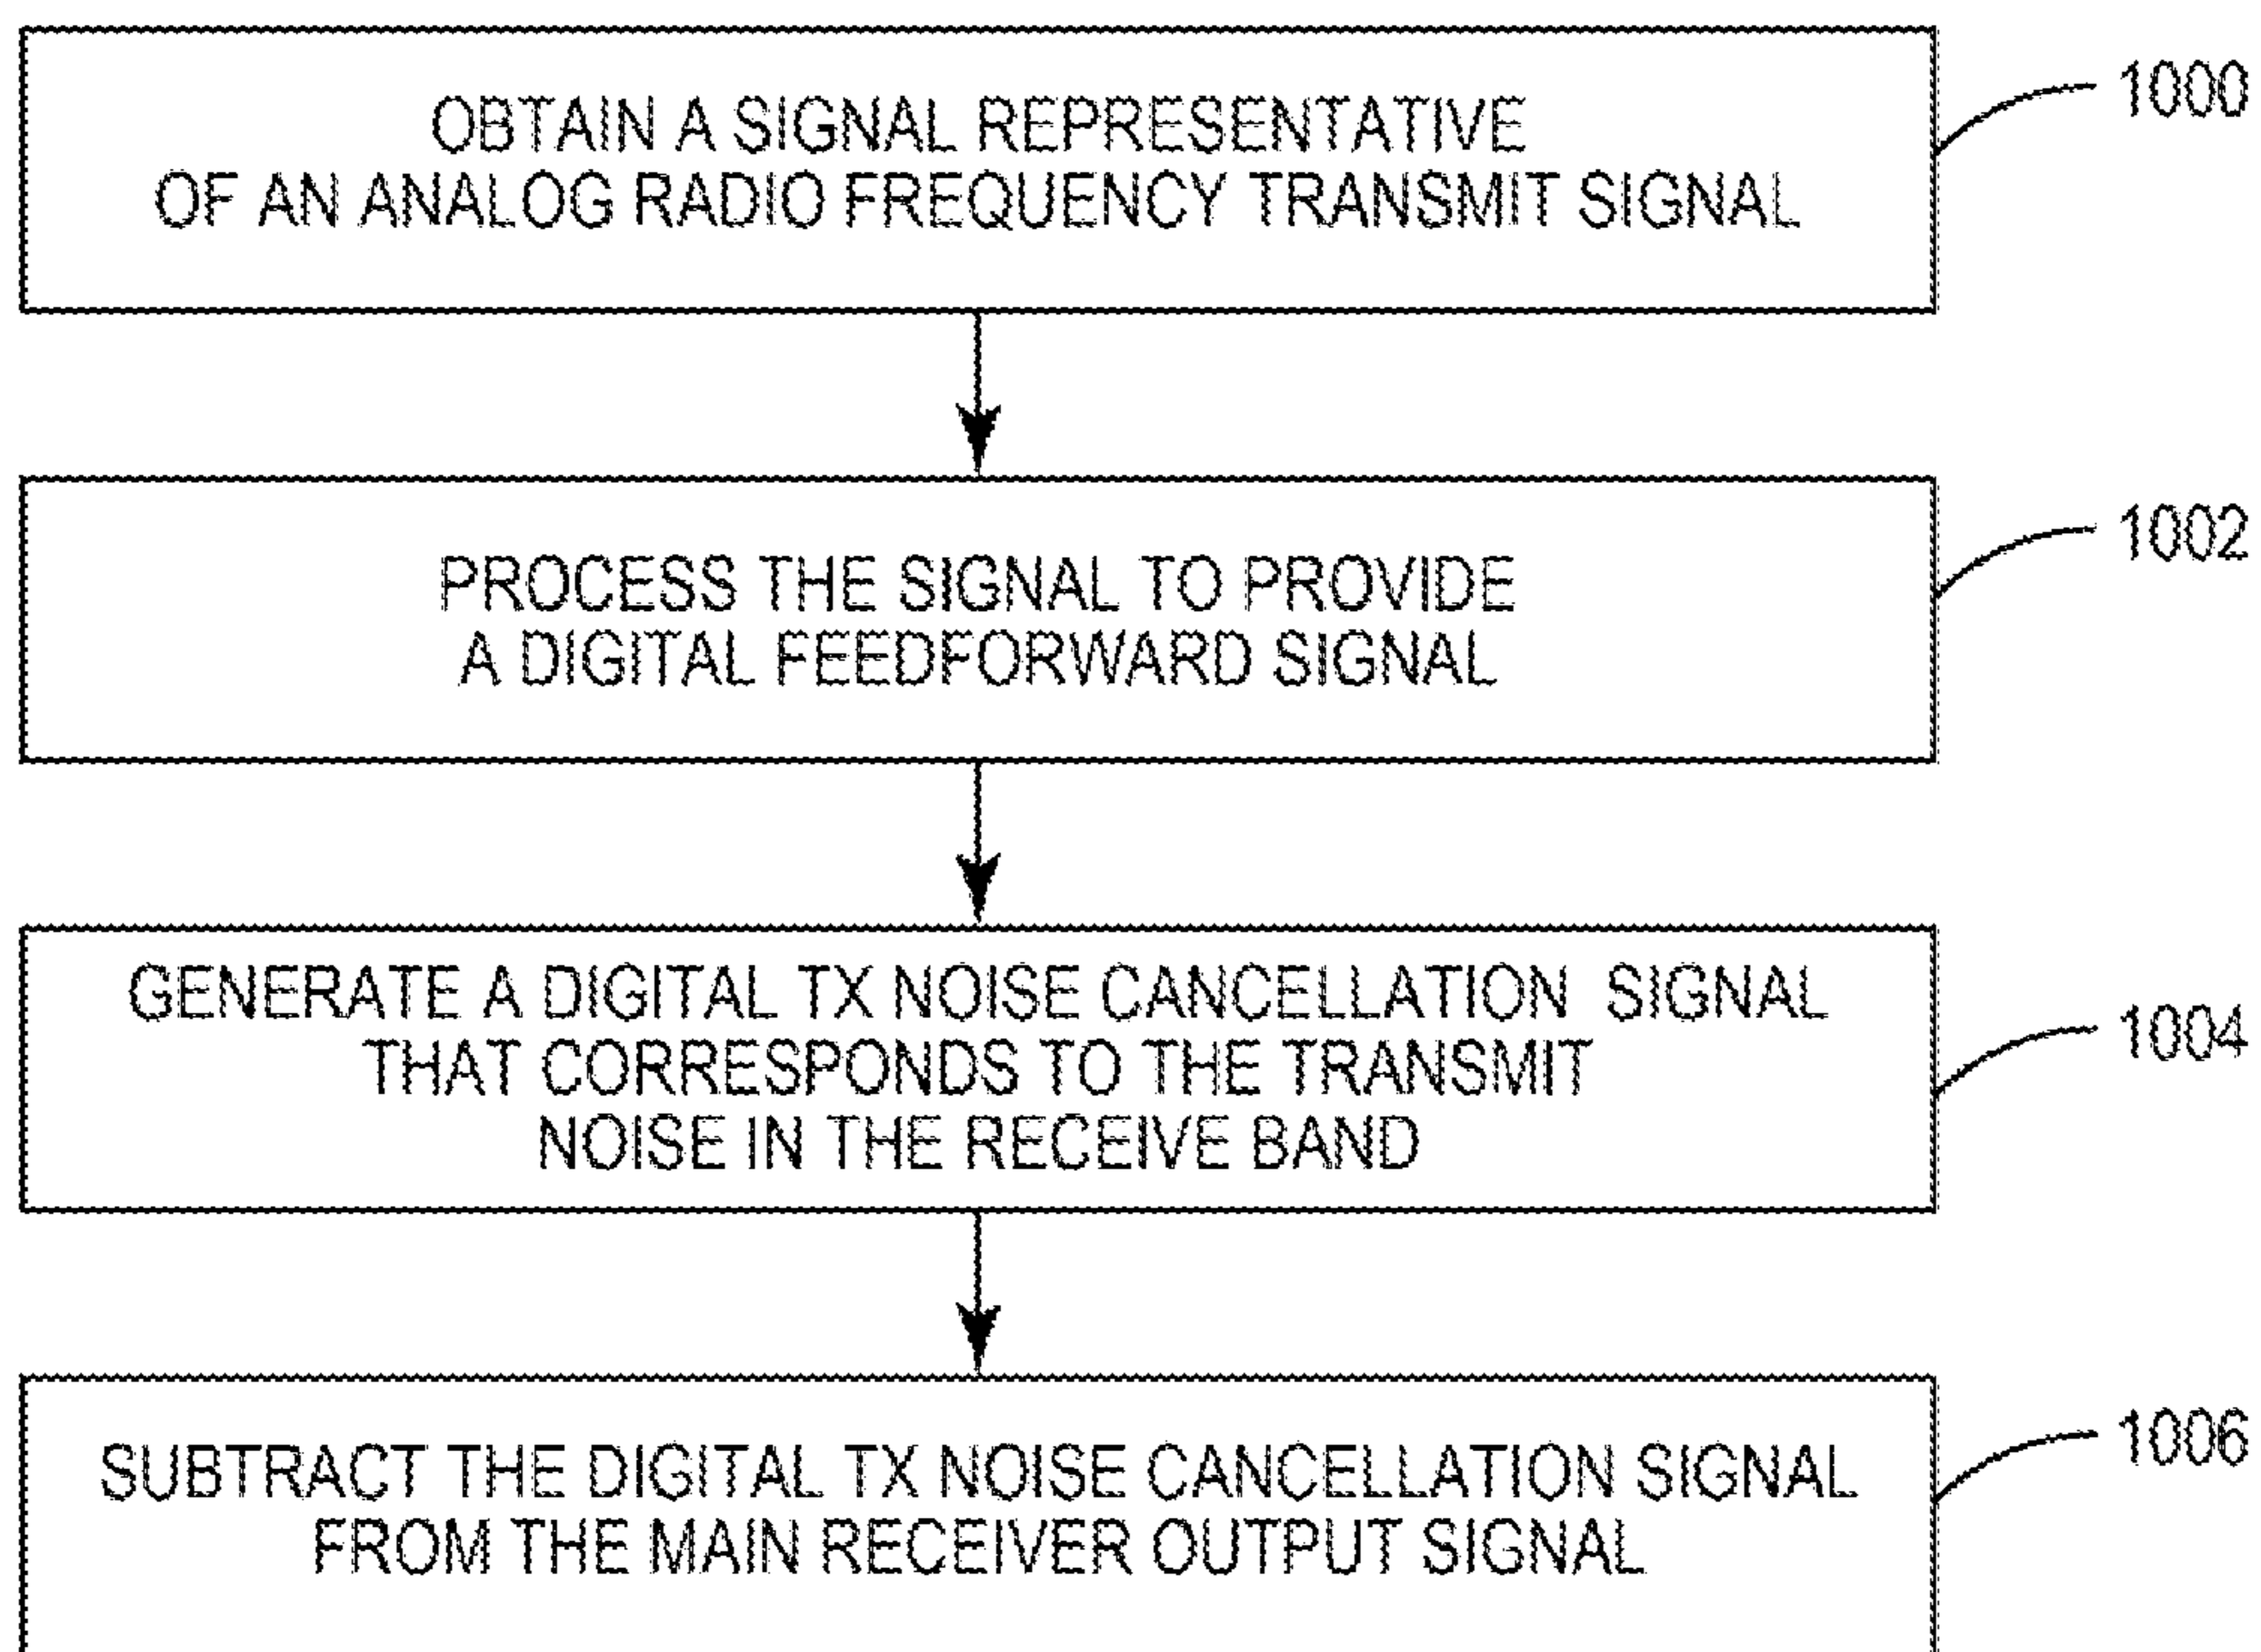 OBTAIN A SIGNAL REPRESENTATIVE
OF AN ANALOG RADIO FREQUENCY TRANSMIT SIGNAL
1000
PROCESS THE SIGNAL TO PROVIDE
A DIGITAL FEEDFORWARD SIGNAL
1002
GENERATE A DIGITAL TX NOISE CANCELLATION SIGNAL
THAT CORRESPONDS TO THE TRANSMIT
NOISE IN THE RECEIVE BAND
1004
SUBTRACT THE DIGITAL TX NOISE CANCELLATION SIGNAL
FROM THE MAIN RECEIVER OUTPUT SIGNAL
1006